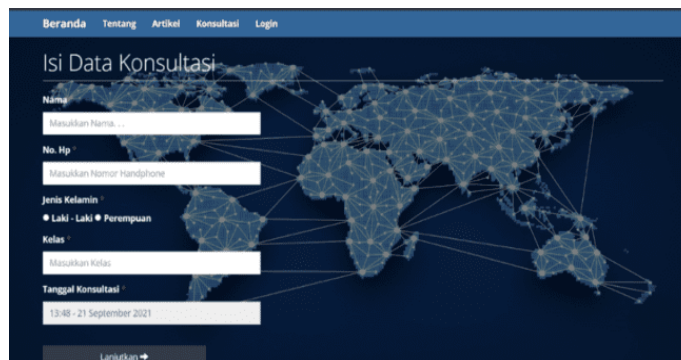 Beranda Tentang Artikel Konsultasi Login
Isi Data Konsultasi
Nama
Masukkan Nama. . .
No. Hp *
Masukkan Nomor Handphone
Jenis Kelamin *
Laki - Laki Perempuan
Kelas *
Masukkan Kelas
Tanggal Konsultasi *
13:48 - 21 September 2021
Lanjutkan ➔